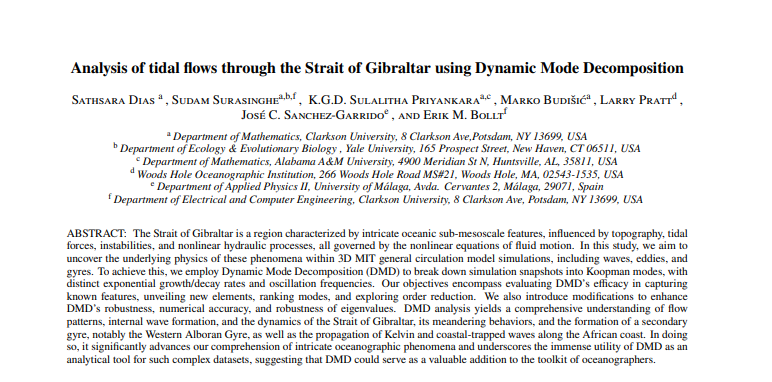 Analysis of tidal flows through the Strait of Gibraltar using Dynamic Mode Decomposition
Sathsara Dias a , Sudam Surasinghe a,b,f , K.G.D. Sulalitha Priyankara a,c , Marko Budišić a , Larry Pratt d ,
José C. Sanchez-Garrido e , and Erik M. Bollt f
a Department of Mathematics, Clarkson University, 8 Clarkson Ave,Potsdam, NY 13699, USA
b Department of Ecology & Evolutionary Biology , Yale University, 165 Prospect Street, New Haven, CT 06511, USA
c Department of Mathematics, Alabama A&M University, 4900 Meridian St N, Huntsville, AL, 35811, USA
d Woods Hole Oceanographic Institution, 266 Woods Hole Road MS#21, Woods Hole, MA, 02543-1535, USA
e Department of Applied Physics II, University of Málaga, Avda. Cervantes 2, Málaga, 29071, Spain
f Department of Electrical and Computer Engineering, Clarkson University, 8 Clarkson Ave, Potsdam, NY 13699, USA
ABSTRACT: The Strait of Gibraltar is a region characterized by intricate oceanic sub-mesoscale features, influenced by topography, tidal
forces, instabilities, and nonlinear hydraulic processes, all governed by the nonlinear equations of fluid motion. In this study, we aim to
uncover the underlying physics of these phenomena within 3D MIT general circulation model simulations, including waves, eddies, and
gyres. To achieve this, we employ Dynamic Mode Decomposition (DMD) to break down simulation snapshots into Koopman modes, with
distinct exponential growth/decay rates and oscillation frequencies. Our objectives encompass evaluating DMD's efficacy in capturing
known features, unveiling new elements, ranking modes, and exploring order reduction. We also introduce modifications to enhance
DMD's robustness, numerical accuracy, and robustness of eigenvalues. DMD analysis yields a comprehensive understanding of flow
patterns, internal wave formation, and the dynamics of the Strait of Gibraltar, its meandering behaviors, and the formation of a secondary
gyre, notably the Western Alboran Gyre, as well as the propagation of Kelvin and coastal-trapped waves along the African coast. In doing
so, it significantly advances our comprehension of intricate oceanographic phenomena and underscores the immense utility of DMD as an
analytical tool for such complex datasets, suggesting that DMD could serve as a valuable addition to the toolkit of oceanographers.